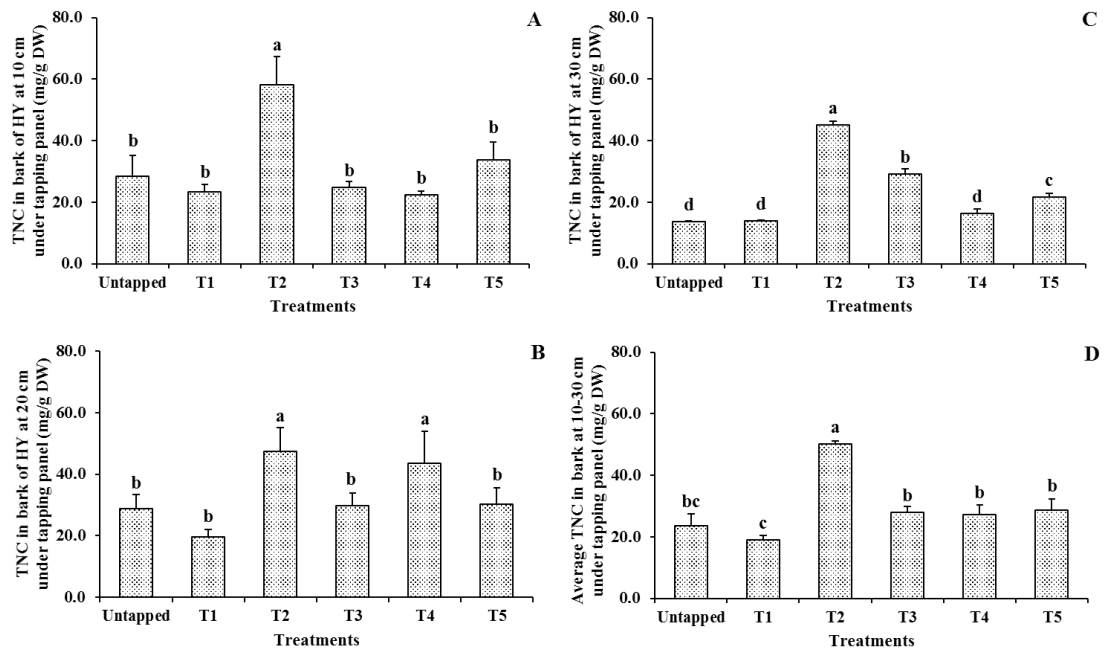 A
TNC in bark of HY at 10 cm
under tapping panel (mg/g DW)
80.0
60.0
40.0
20.0
0.0
b
b
a
b
b
b
Untapped T1 T2 T3 T4 T5
Treatments
B
TNC in bark of HY at 20 cm
under tapping panel (mg/g DW)
80.0
60.0
40.0
20.0
0.0
b
b
a
b
a
b
Untapped T1 T2 T3 T4 T5
Treatments
C
TNC in bark of HY at 30 cm
under tapping panel (mg/g DW)
80.0
60.0
40.0
20.0
0.0
d
d
a
b
d
c
Untapped T1 T2 T3 T4 T5
Treatments
D
Average TNC in bark at 10-30 cm
under tapping panel (mg/g DW)
80.0
60.0
40.0
20.0
0.0
bc
c
a
b
b
b
Untapped T1 T2 T3 T4 T5
Treatments